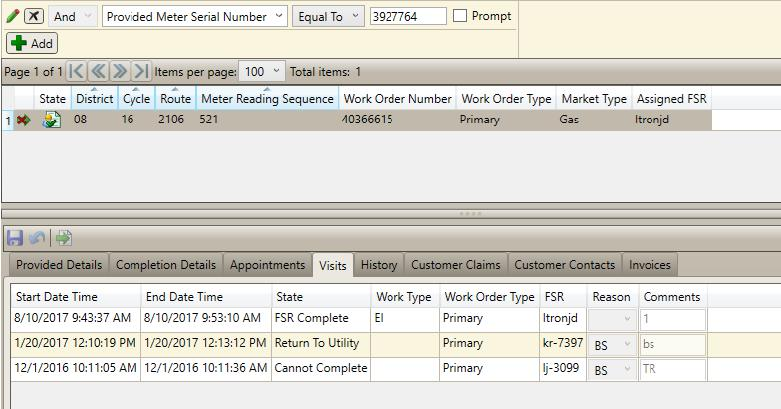 And Provided Meter Serial Number Equal To 3927764 Prompt
Add
Page 1 of 1 Items per page: 100 Total items: 1
State District Cycle Route Meter Reading Sequence Work Order Number Work Order Type Market Type Assigned FSR
1 08 16 2106 521 40366615 Primary Gas Itronjd
Provided Details Completion Details Appointments Visits History Customer Claims Customer Contacts Invoices
Start Date Time End Date Time State Work Type Work Order Type FSR Reason Comments
8/10/2017 9:43:37 AM 8/10/2017 9:53:10 AM FSR Complete EI Primary Itronjd 1
1/20/2017 12:10:19 PM 1/20/2017 12:13:12 PM Return To Utility Primary kr-7397 BS bs
12/1/2016 10:11:05 AM 12/1/2016 10:11:36 AM Cannot Complete Primary lj-3099 BS TR